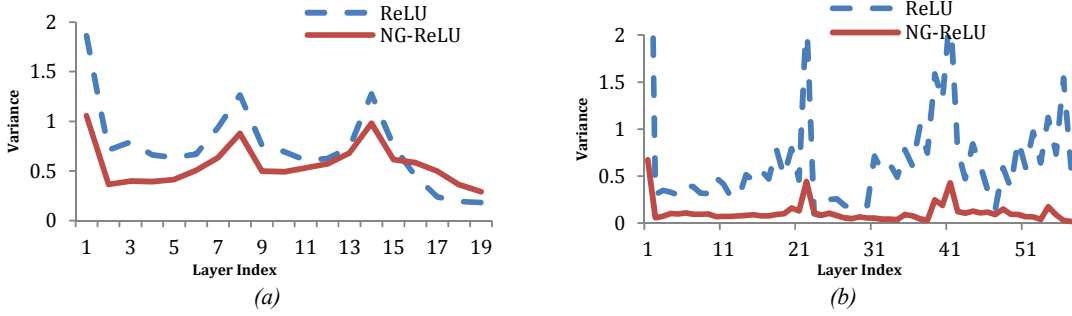 ReLU
NG-ReLU
2
1.5
1
0.5
0
Variance
1 3 5 7 9 11 13 15 17 19
Layer Index
(a)
ReLU
NG-ReLU
2
1.5
1
0.5
0
Variance
1 11 21 31 41 51
Layer Index
(b)